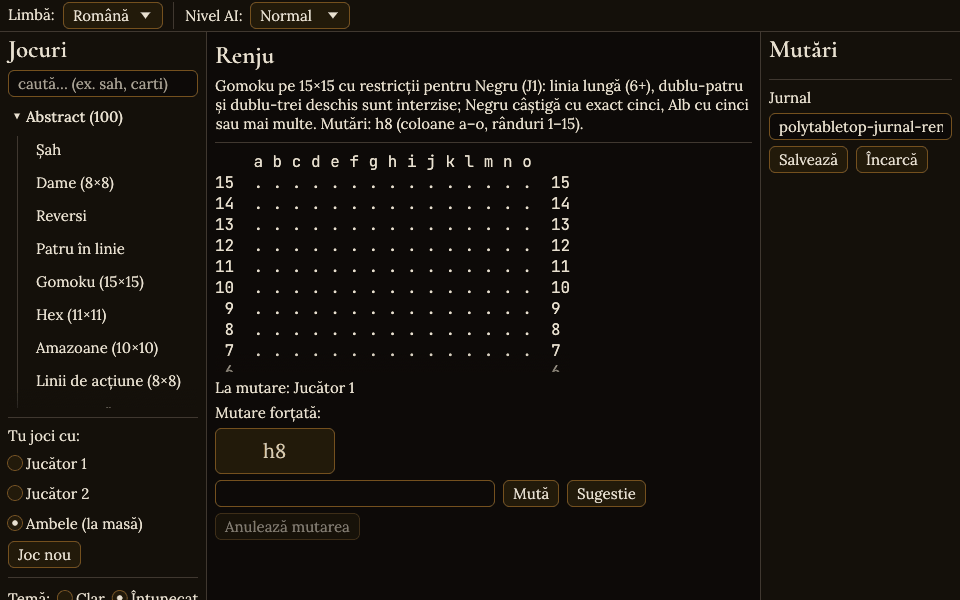 Limbă: Română ▼ Nivel AI: Normal ▼
Jocuri
caută... (ex. sah, carti)
▼ Abstract (100)
Șah
Dame (8×8)
Reversi
Patru în linie
Gomoku (15×15)
Hex (11×11)
Amazoane (10×10)
Linii de acțiune (8×8)
Tu joci cu:
Jucător 1
Jucător 2
Ambele (la masă)
Joc nou
Temă: Clar Întunecat
Renju
Gomoku pe 15×15 cu restricții pentru Negru (J1): linia lungă (6+), dublu-patru
și dublu-trei deschis sunt interzise; Negru câștigă cu exact cinci, Alb cu cinci
sau mai multe. Mutări: h8 (coloane a–o, rânduri 1–15).
a b c d e f g h i j k l m n o
15 . . . . . . . . . . . . . . . 15
14 . . . . . . . . . . . . . . . 14
13 . . . . . . . . . . . . . . . 13
12 . . . . . . . . . . . . . . . 12
11 . . . . . . . . . . . . . . . 11
10 . . . . . . . . . . . . . . . 10
9 . . . . . . . . . . . . . . . 9
8 . . . . . . . . . . . . . . . 8
7 . . . . . . . . . . . . . . . 7
La mutare: Jucător 1
Mutare forțată:
h8
Mută Sugestie
Anulează mutarea
Mutări
Jurnal
polytabletop-jurnal-ren
Salvează Încarcă